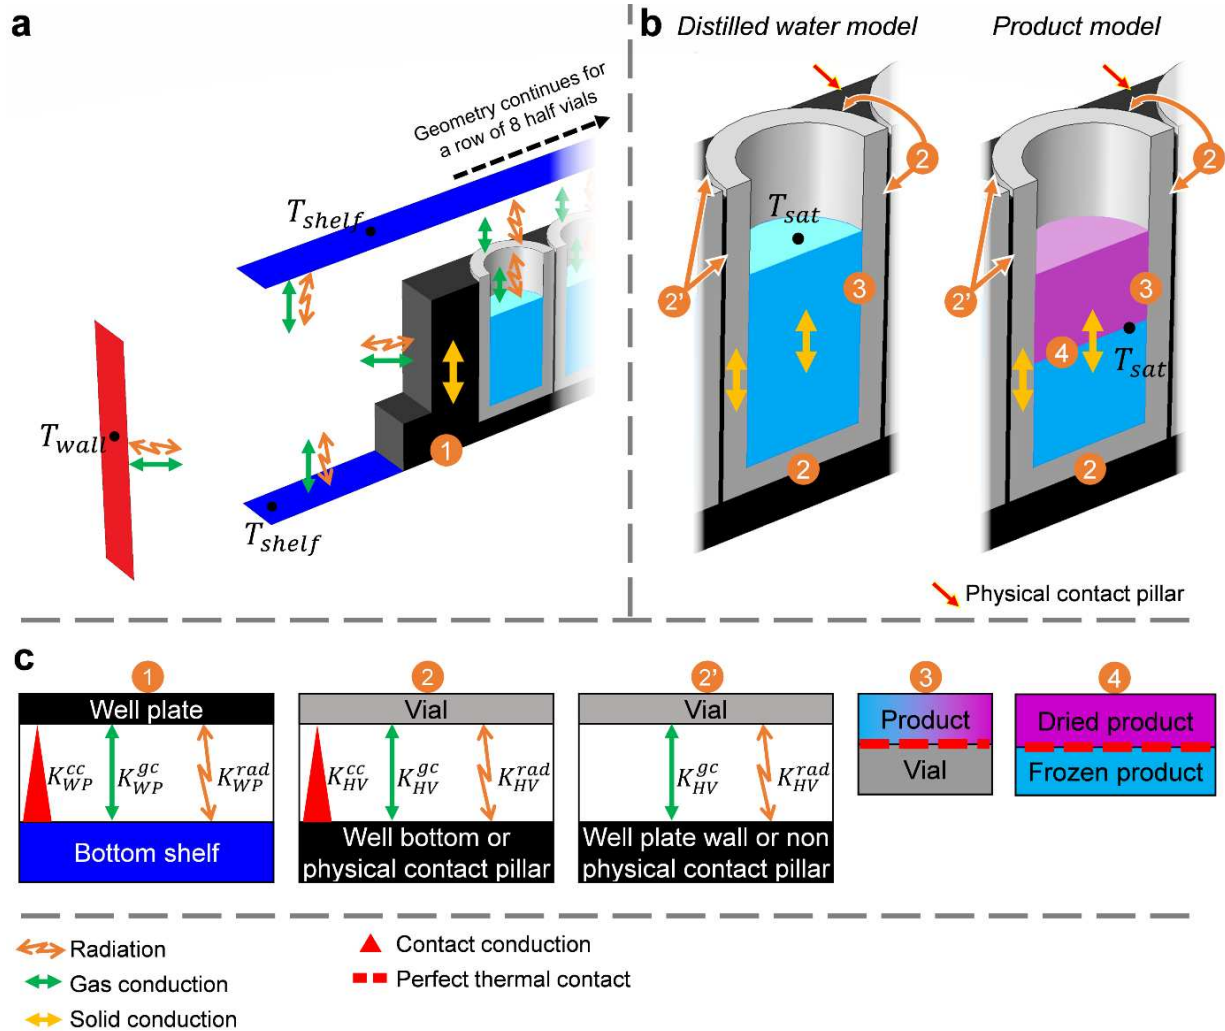 a
Geometry continues for
a row of 8 half vials
T_shelf
T_wall
T_shelf
1
b
Distilled water model
Product model
2
2
T_sat
2'
3
2'
3
4
T_sat
2
2
Physical contact pillar
c
1
2
2'
3
4
Well plate
Vial
Vial
Product
Dried product
K_WP^cc
K_WP^gc
K_WP^rad
K_HV^cc
K_HV^gc
K_HV^rad
K_HV^gc
K_HV^rad
Vial
Frozen product
Bottom shelf
Well bottom or
physical contact pillar
Well plate wall or non
physical contact pillar
Radiation
Contact conduction
Gas conduction
Perfect thermal contact
Solid conduction